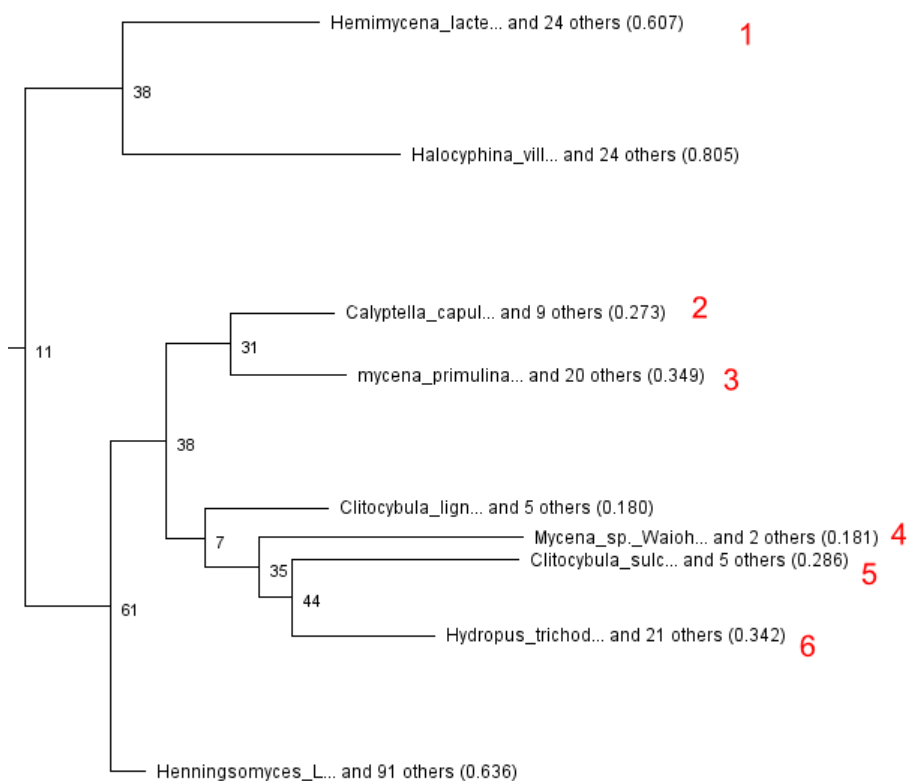 Hemimycena_lacte... and 24 others (0.607)
1
38
Halocyphina_vill... and 24 others (0.805)
Calyptella_capul... and 9 others (0.273)
2
31
11
mycena_primulina... and 20 others (0.349)
3
38
Clitocybula_lign... and 5 others (0.180)
7
Mycena_sp._Waioh... and 2 others (0.181)
4
Clitocybula_sulc... and 5 others (0.286)
5
35
44
61
Hydropus_trichod... and 21 others (0.342)
6
Henningsomyces_L... and 91 others (0.636)